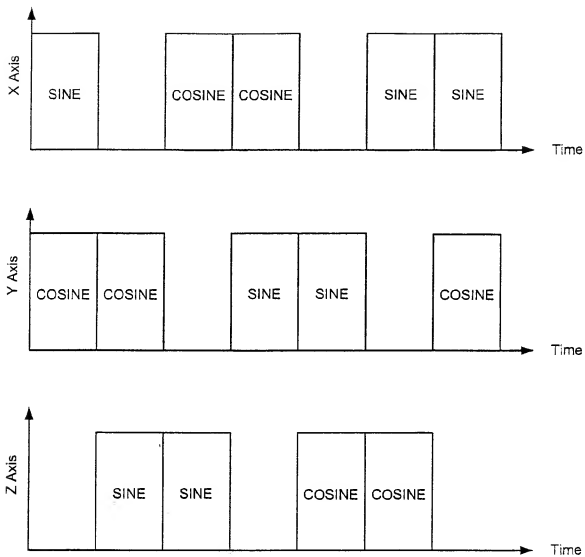 X Axis
SINE COSINE COSINE SINE SINE
Time
Y Axis
COSINE COSINE SINE SINE COSINE
Time
Z Axis
SINE SINE COSINE COSINE
Time